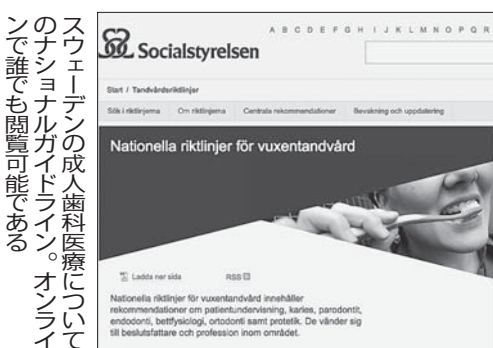 スウェーデンの成人歯科医療について
のナショナルガイドライン。オンライ
ンで誰でも閲覧可能である
A B C D E F G H I J K L M N O P Q R
Socialstyrelsen
Start / Tandvårdsriktlinjer
Sök i riktlinjerna Om riktlinjerna Centrala rekommendationer Bevakning och uppdatering
Nationella riktlinjer för vuxentandvård
Ladda ner sida RSS
Nationella riktlinjer för vuxentandvård innehåller
rekommendationer om patientundervisning, karies, parodontit,
endodonti, bettfysiologi, ortodonti samt protetik. De vänder sig
till beslutsfattare och profession inom området.